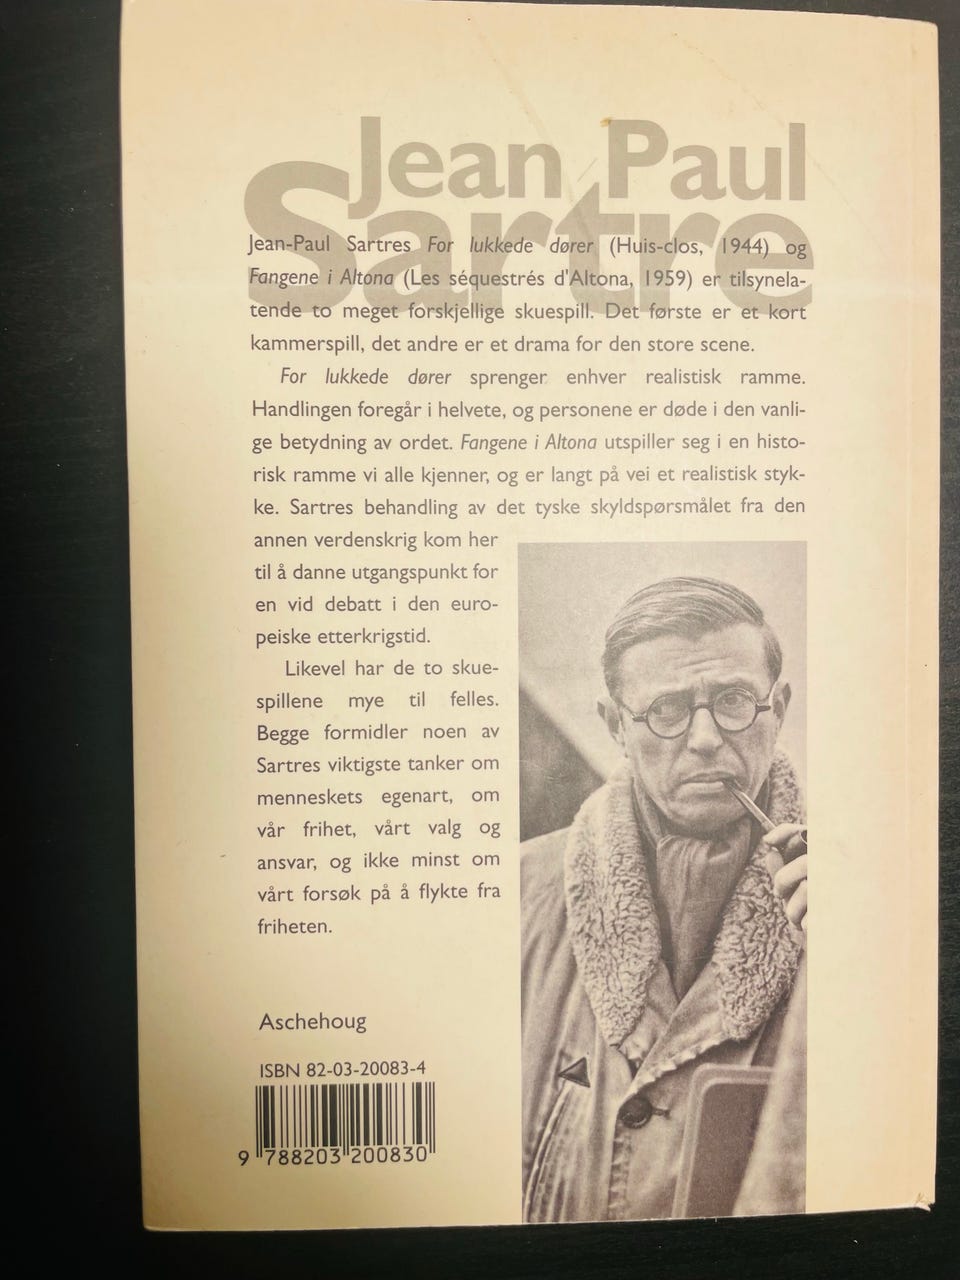 Jean Paul
Sartre
Jean-Paul Sartres For lukkede dører (Huis-clos, 1944) og
Fangene i Altona (Les séquestrés d'Altona, 1959) er tilsynela-
tende to meget forskjellige skuespill. Det første er et kort
kammerspill, det andre er et drama for den store scene.
For lukkede dører sprenger enhver realistisk ramme.
Handlingen foregår i helvete, og personene er døde i den vanli-
ge betydning av ordet. Fangene i Altona utspiller seg i en histo-
risk ramme vi alle kjenner, og er langt på vei et realistisk styk-
ke. Sartres behandling av det tyske skyldspørsmålet fra den
annen verdenskrig kom her
til å danne utgangspunkt for
en vid debatt i den euro-
peiske etterkrigstid.
Likevel har de to skue-
spillene mye til felles.
Begge formidler noen av
Sartres viktigste tanker om
menneskets egenart, om
vår frihet, vårt valg og
ansvar, og ikke minst om
vårt forsøk på å flykte fra
friheten.
Aschehoug
ISBN 82-03-20083-4
9 788203 200830